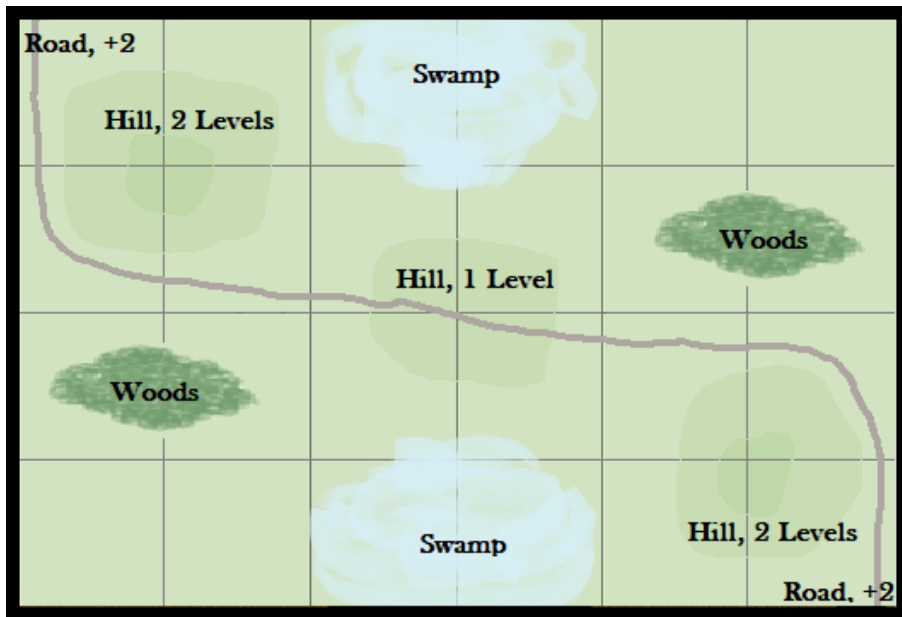 Road, +2
Swamp
Hill, 2 Levels
Woods
Hill, 1 Level
Woods
Hill, 2 Levels
Swamp
Road, +2